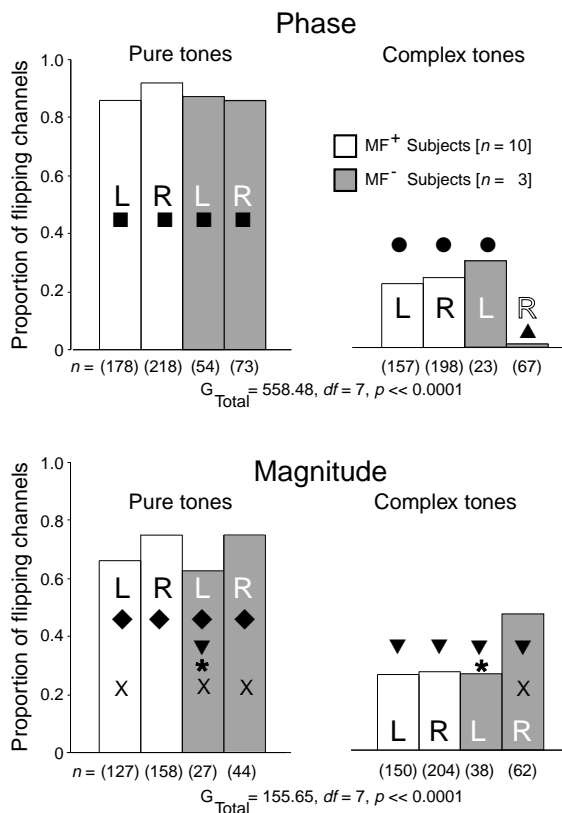 Phase
Pure tones
Complex tones
Proportion of flipping channels
1.0
0.8
0.6
0.4
0.2
0
L R L R
MF+ Subjects [n = 10]
MF- Subjects [n = 3]
L R L R
n = (178) (218) (54) (73)
(157) (198) (23) (67)
GTotal = 558.48, df = 7, p << 0.0001
Magnitude
Pure tones
Complex tones
Proportion of flipping channels
1.0
0.8
0.6
0.4
0.2
0
L R L R
*
X X X
*
X
L R L R
n = (127) (158) (27) (44)
(150) (204) (38) (62)
GTotal = 155.65, df = 7, p << 0.0001